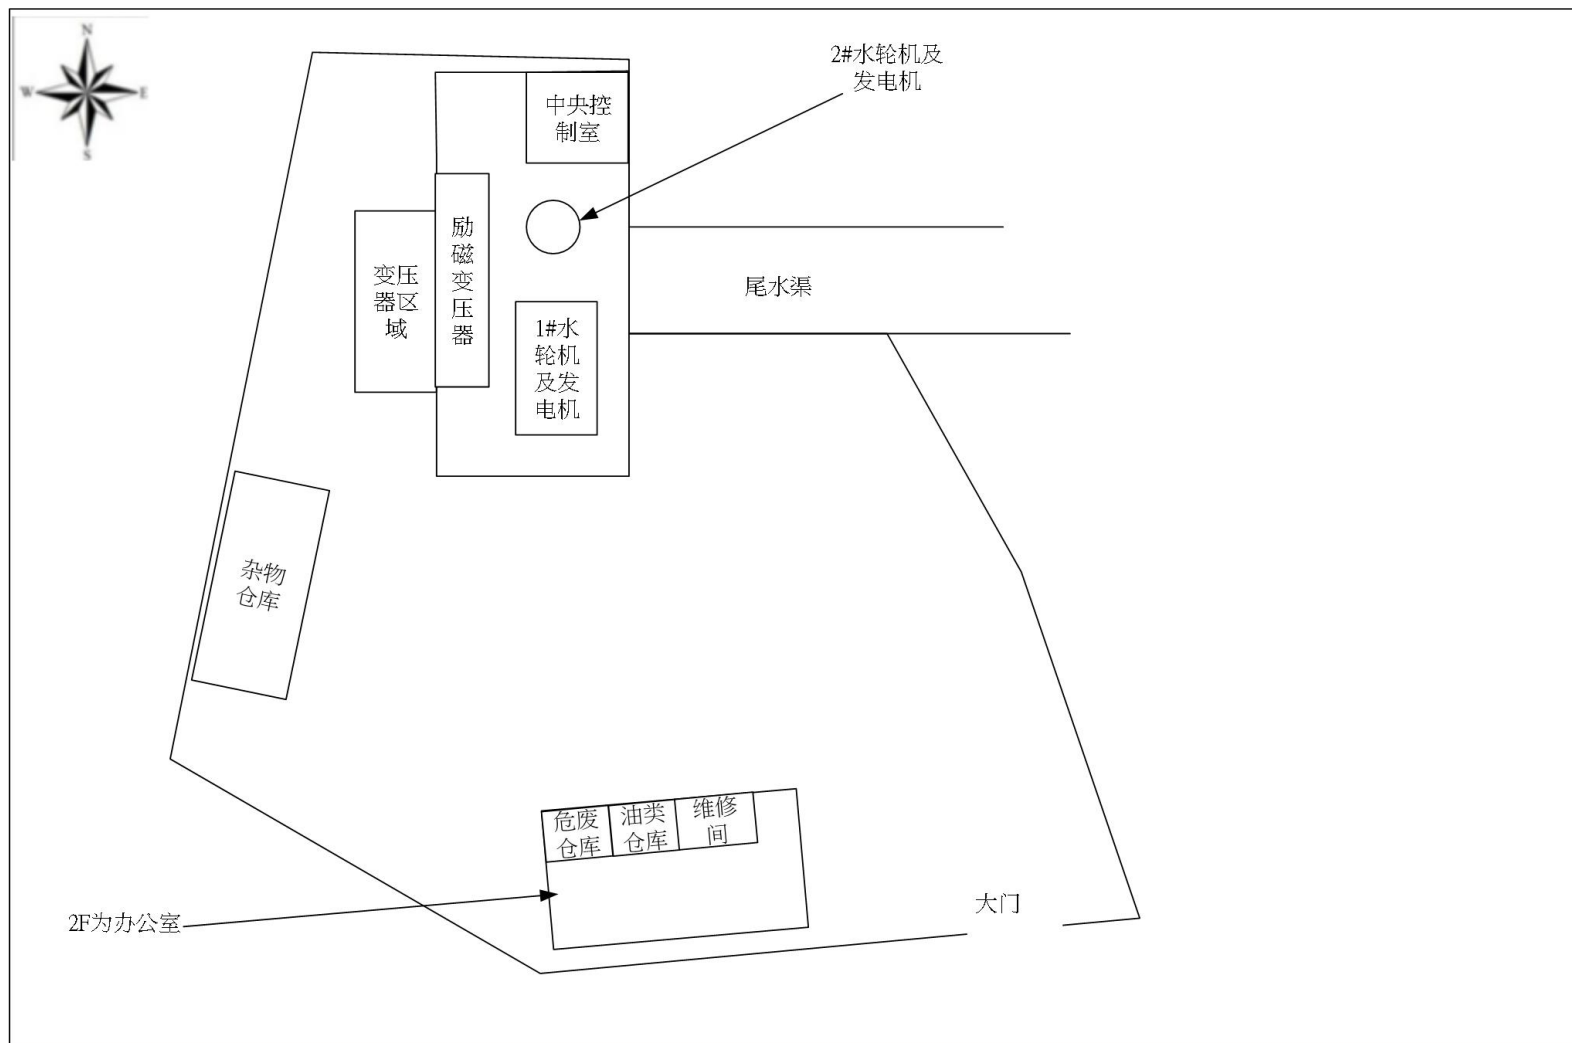 N
W
E
S
2#水轮机及
发电机
中央控
制室
励
磁
变
压
器
变压
器区
域
尾水渠
1#水
轮机
及发
电机
杂物
仓库
危废
仓库
油类
仓库
维修
间
2F为办公室
大门